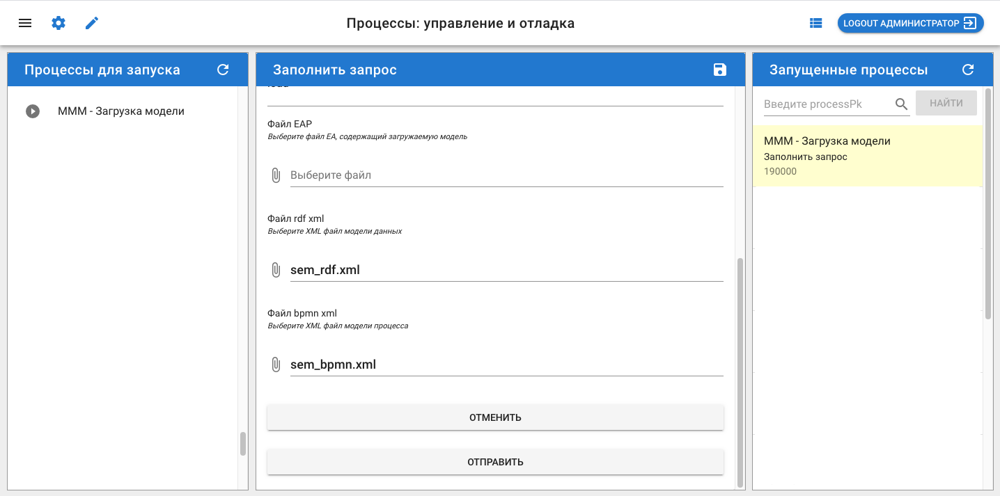 Процессы: управление и отладка
LOGOUT АДМИНИСТРАТОР
Процессы для запуска
МММ - Загрузка модели
Заполнить запрос
Файл EAP
Выберите файл EA, содержащий загружаемую модель
Выберите файл
Файл rdf xml
Выберите XML файл модели данных
sem_rdf.xml
Файл bpmn xml
Выберите XML файл модели процесса
sem_bpmn.xml
ОТМЕНИТЬ
ОТПРАВИТЬ
Запущенные процессы
Введите processPk
НАЙТИ
МММ - Загрузка модели
Заполнить запрос
190000